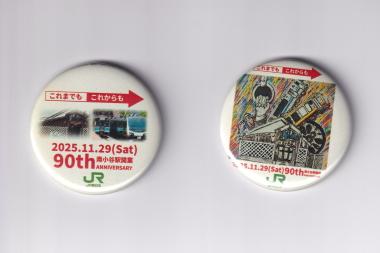 これまでも これからも
2025.11.29(Sat)
90th 南小谷駅開業
ANNIVERSARY
JR
これまでも これからも
2025.11.29(Sat)90th
JR